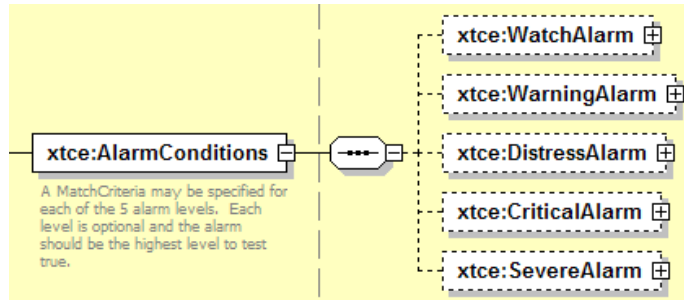 xtce:WatchAlarm
xtce:WarningAlarm
xtce:AlarmConditions
xtce:DistressAlarm
A MatchCriteria may be specified for
each of the 5 alarm levels.  Each
level is optional and the alarm
should be the highest level to test
true.
xtce:CriticalAlarm
xtce:SevereAlarm